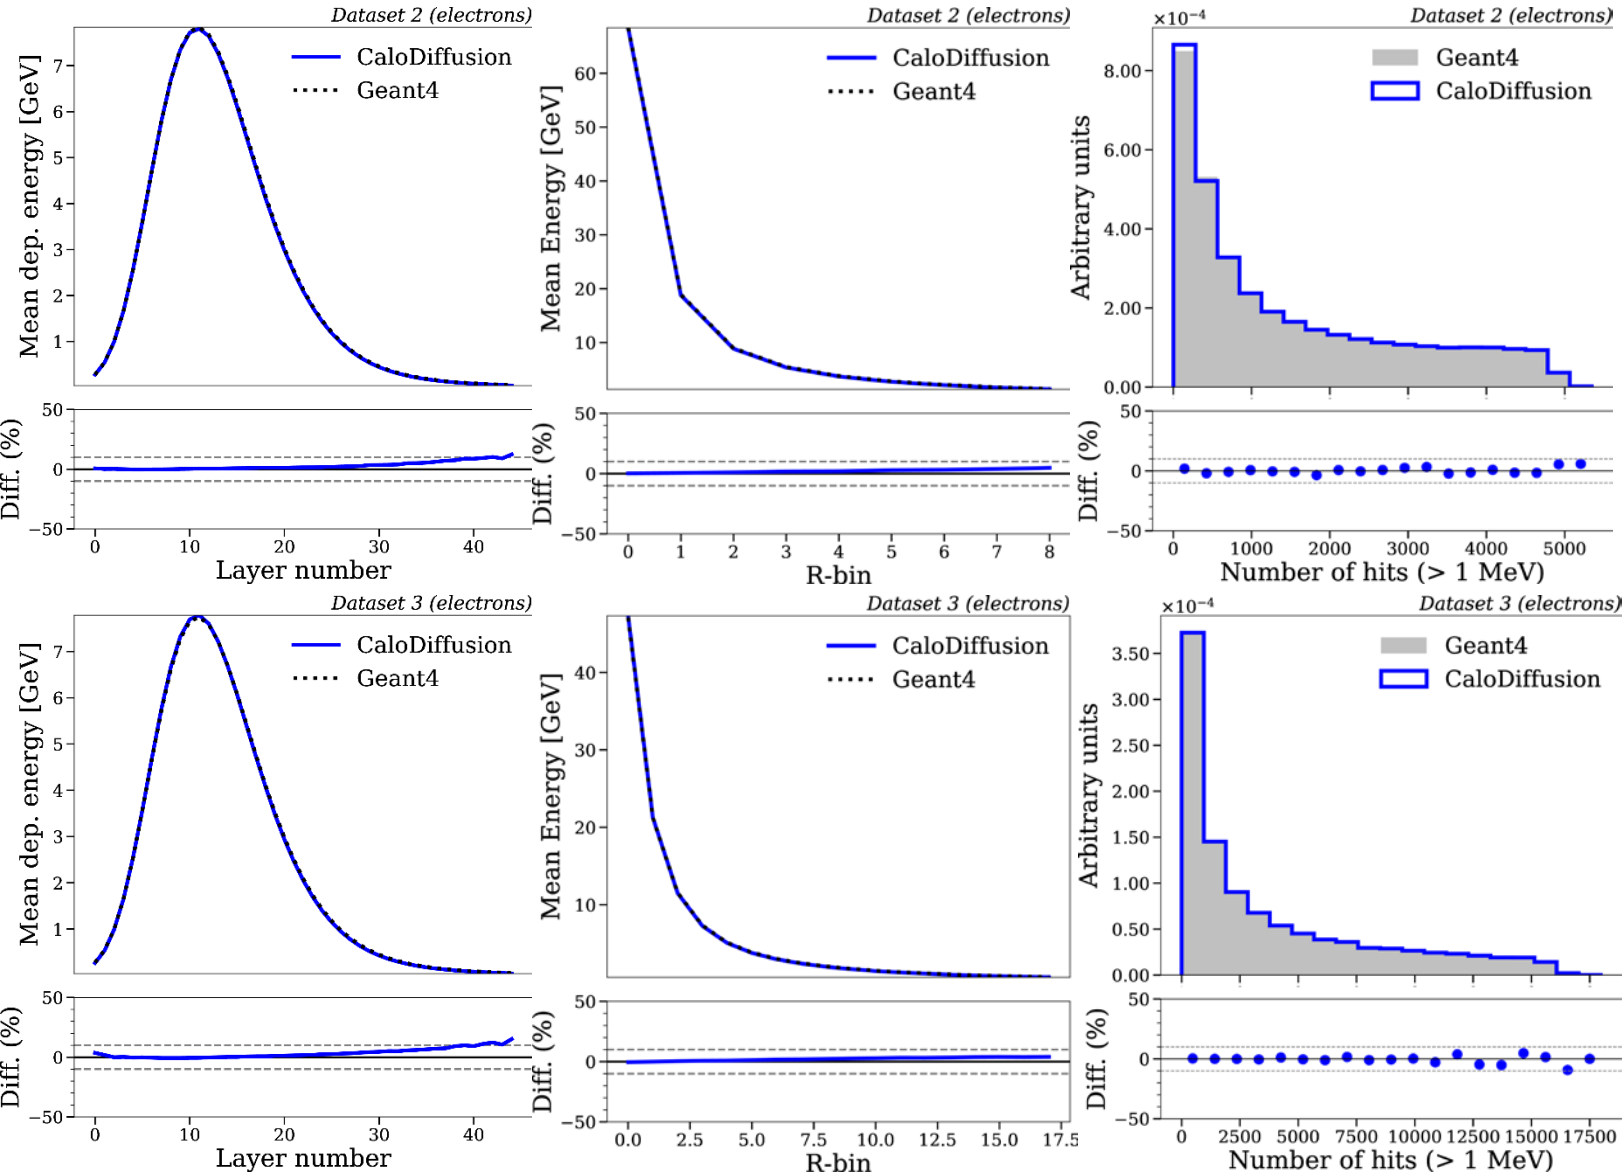 Dataset 2 (electrons)
Mean dep. energy [GeV]
7
6
5
4
3
2
1
CaloDiffusion
Geant4
Diff. (%)
50
0
−50
0 10 20 30 40
Layer number
Dataset 2 (electrons)
Mean Energy [GeV]
60
50
40
30
20
10
CaloDiffusion
Geant4
Diff. (%)
50
0
−50
0 1 2 3 4 5 6 7 8
R-bin
×10−4
Dataset 2 (electrons)
Arbitrary units
8.00
6.00
4.00
2.00
0.00
Geant4
CaloDiffusion
Diff. (%)
50
0
−50
0 1000 2000 3000 4000 5000
Number of hits (> 1 MeV)
Dataset 3 (electrons)
Mean dep. energy [GeV]
7
6
5
4
3
2
1
CaloDiffusion
Geant4
Diff. (%)
50
0
−50
0 10 20 30 40
Layer number
Dataset 3 (electrons)
Mean Energy [GeV]
40
30
20
10
CaloDiffusion
Geant4
Diff. (%)
50
0
−50
0.0 2.5 5.0 7.5 10.0 12.5 15.0 17.5
R-bin
×10−4
Dataset 3 (electrons)
Arbitrary units
3.50
3.00
2.50
2.00
1.50
1.00
0.50
0.00
Geant4
CaloDiffusion
Diff. (%)
50
0
−50
0 2500 5000 7500 10000 12500 15000 17500
Number of hits (> 1 MeV)